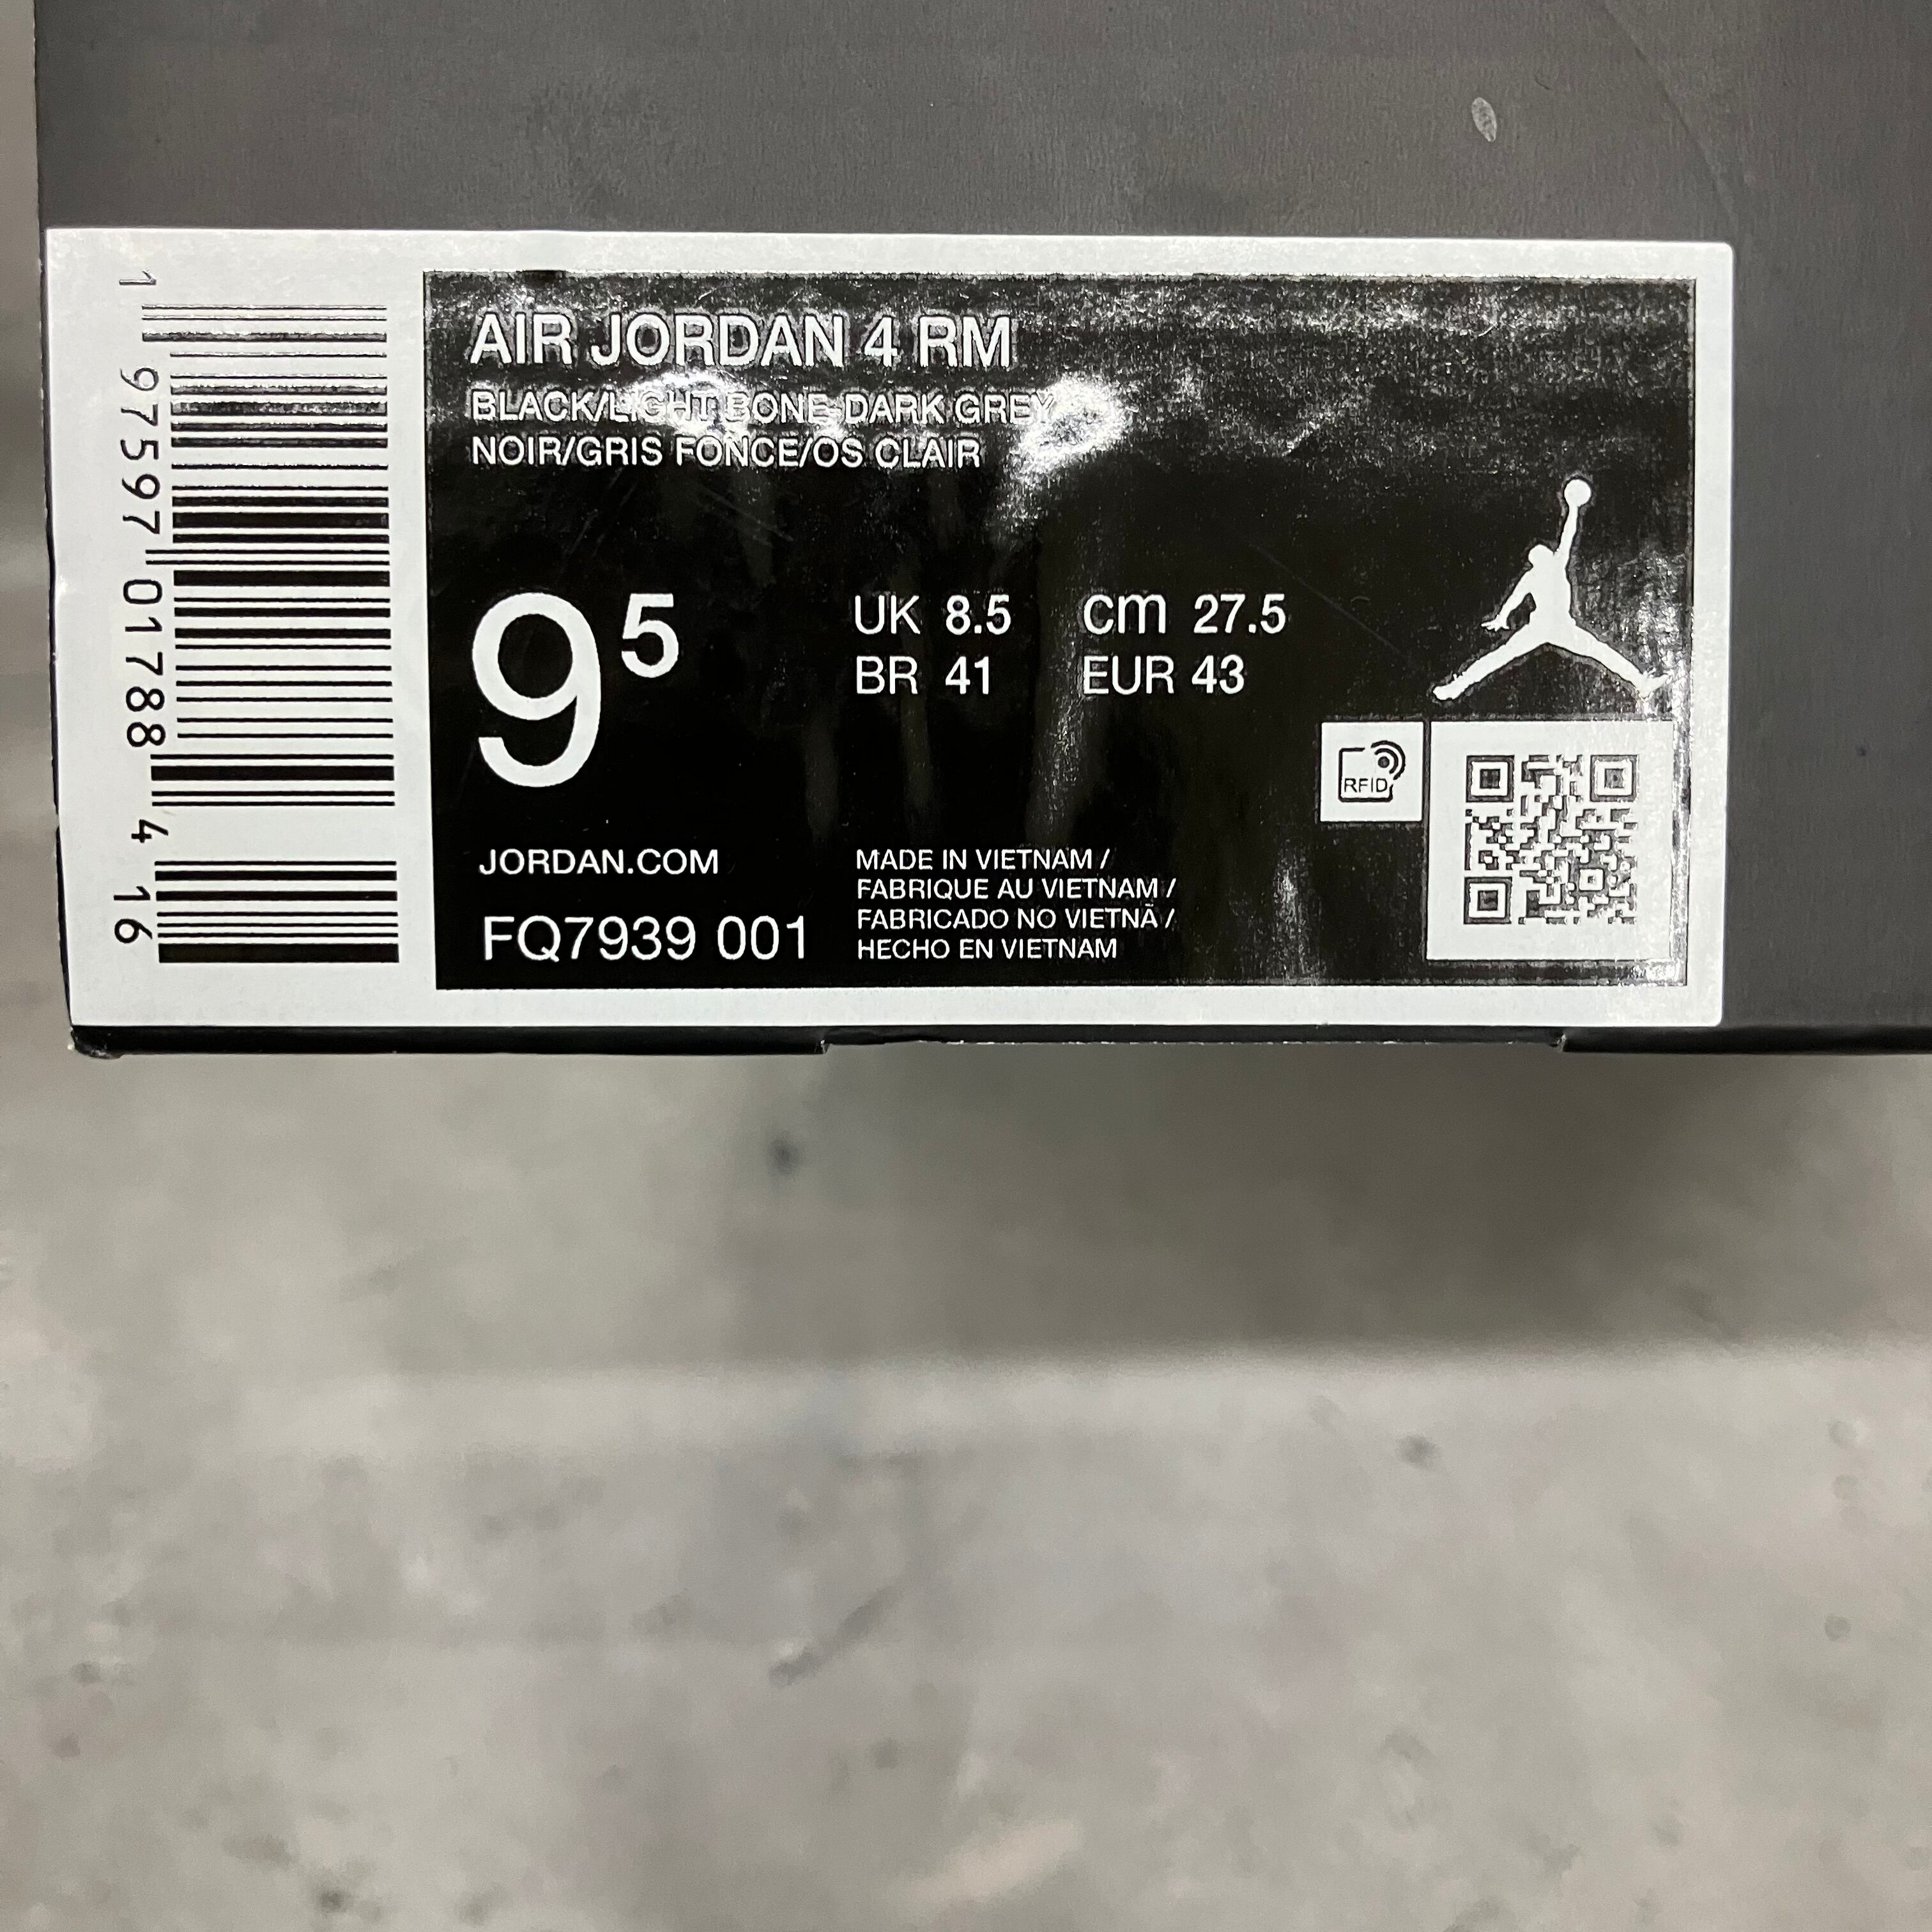 AIR JORDAN 4 RM
BLACK/LIGHT BONE-DARK GREY
NOIR/GRIS FONCE/OS CLAIR
9⁵
UK 8.5 cm 27.5
BR 41 EUR 43
RFID
JORDAN.COM
FQ7939 001
MADE IN VIETNAM /
FABRIQUE AU VIETNAM /
FABRICADO NO VIETNÃ /
HECHO EN VIETNAM
1 97597 01788 4 16